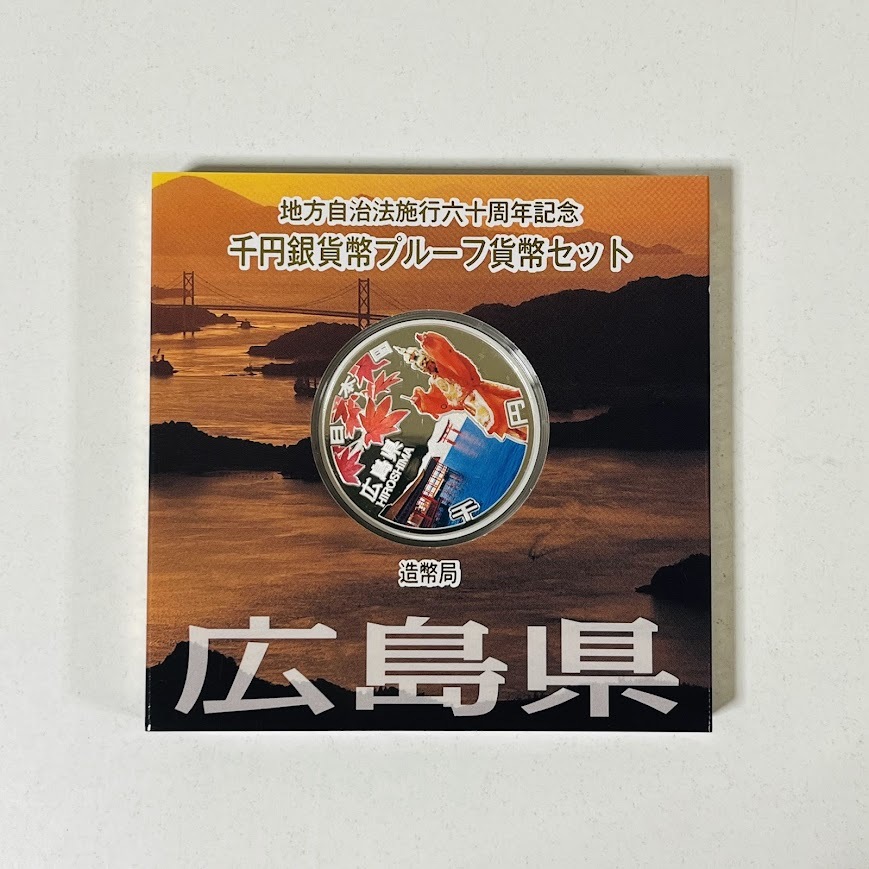 地方自治法施行六十周年記念
千円銀貨幣プルーフ貨幣セット
日本国
千円
広島県
HIROSHIMA
造幣局
広島県